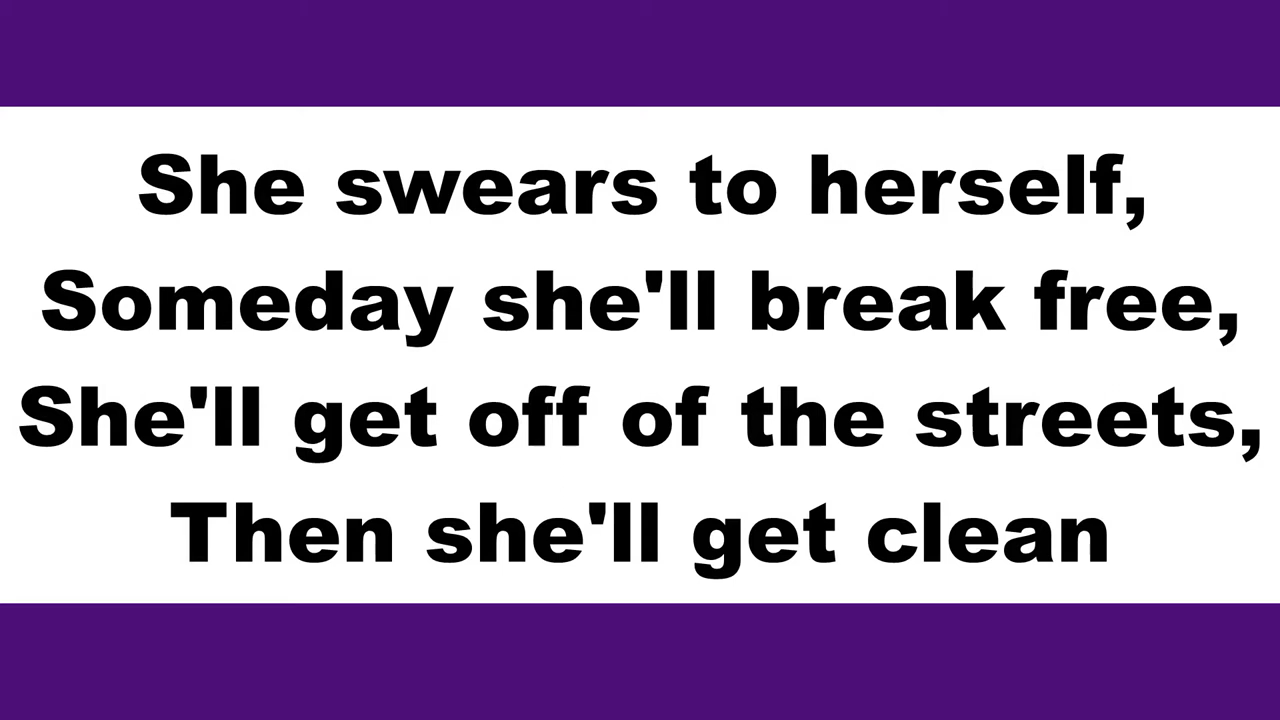 She swears to herself,
Someday she'll break free,
She'll get off of the streets,
Then she'll get clean